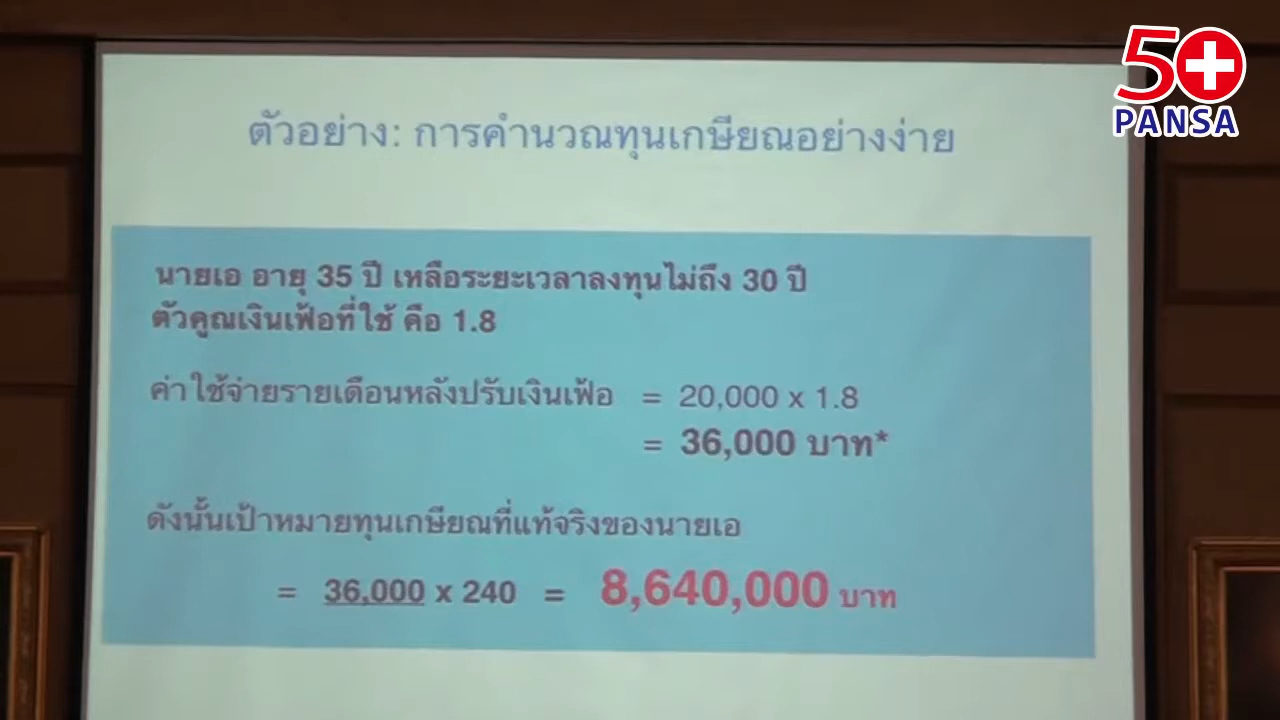 50 PANSA
ตัวอย่าง: การคำนวณทุนเกษียณอย่างง่าย
นายเอ อายุ 35 ปี เหลือระยะเวลาลงทุนไม่ถึง 30 ปี
ตัวคูณเงินเฟ้อที่ใช้ คือ 1.8
ค่าใช้จ่ายรายเดือนหลังปรับเงินเฟ้อ = 20,000 x 1.8
= 36,000 บาท*
ดังนั้นเป้าหมายทุนเกษียณที่แท้จริงของนายเอ
= 36,000 x 240 = 8,640,000 บาท